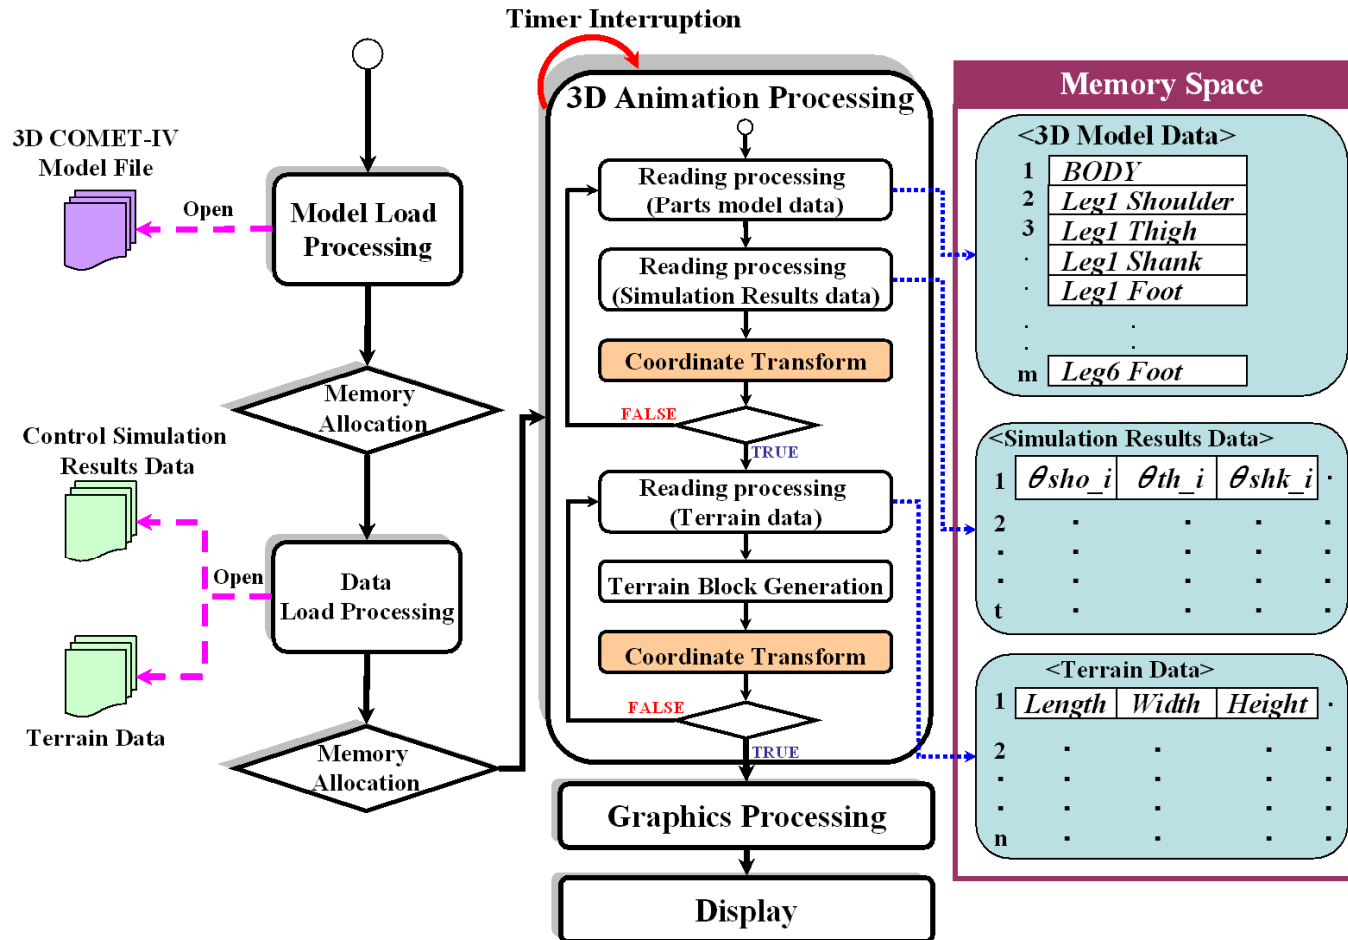 Timer Interruption
3D COMET-IV
Model File
Open
Model Load
Processing
Memory
Allocation
Control Simulation
Results Data
Open
Data
Load Processing
Terrain Data
Memory
Allocation
3D Animation Processing
Reading processing
(Parts model data)
Reading processing
(Simulation Results data)
Coordinate Transform
FALSE
TRUE
Reading processing
(Terrain data)
Terrain Block Generation
Coordinate Transform
FALSE
TRUE
Graphics Processing
Display
Memory Space
<3D Model Data>
1 BODY
2 Leg1 Shoulder
3 Leg1 Thigh
. Leg1 Shank
. Leg1 Foot
. .
. .
m Leg6 Foot
<Simulation Results Data>
1 θsho_i θth_i θshk_i .
2 . . . .
. . . . .
. . . . .
t . . . .
<Terrain Data>
1 Length Width Height .
2 . . . .
. . . . .
. . . . .
n . . . .